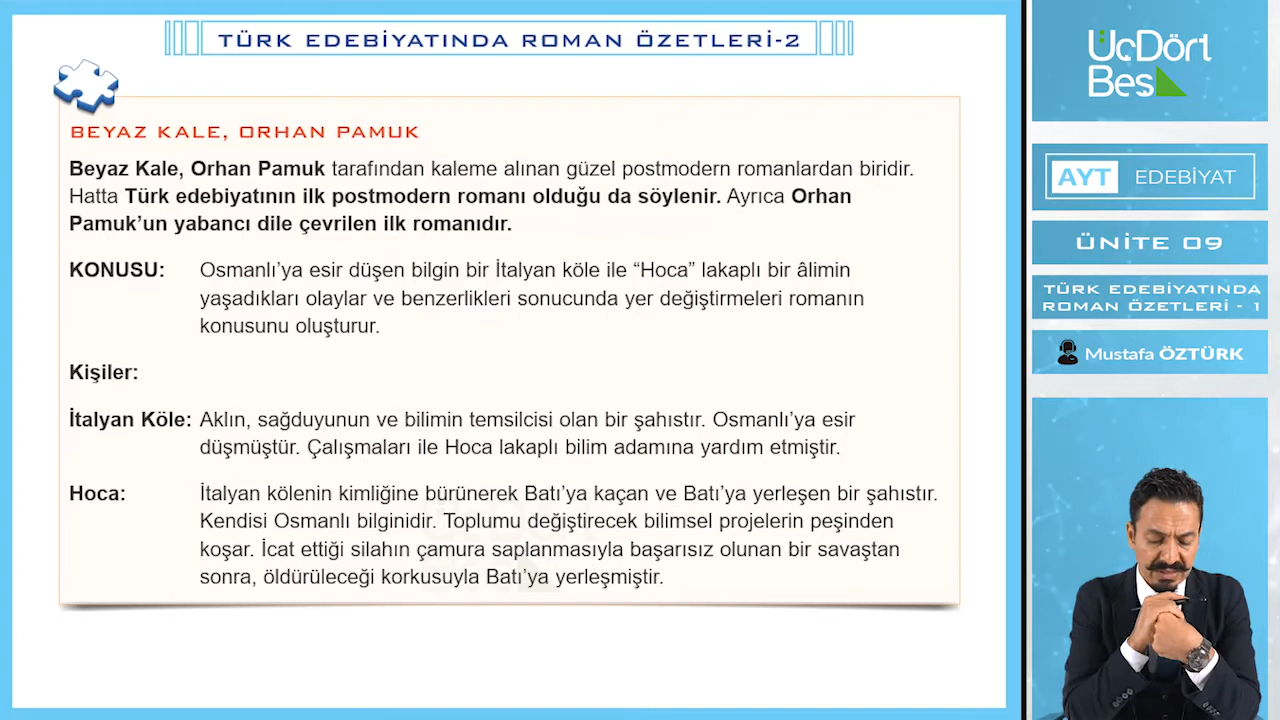 TÜRK EDEBİYATINDA ROMAN ÖZETLERİ-2
BEYAZ KALE, ORHAN PAMUK
Beyaz Kale, Orhan Pamuk tarafından kaleme alınan güzel postmodern romanlardan biridir.
Hatta Türk edebiyatının ilk postmodern romanı olduğu da söylenir. Ayrıca Orhan
Pamuk’un yabancı dile çevrilen ilk romanıdır.
KONUSU: Osmanlı’ya esir düşen bilgin bir İtalyan köle ile “Hoca” lakaplı bir âlimin
yaşadıkları olaylar ve benzerlikleri sonucunda yer değiştirmeleri romanın
konusunu oluşturur.
Kişiler:
İtalyan Köle: Aklın, sağduyunun ve bilimin temsilcisi olan bir şahıstır. Osmanlı’ya esir
düşmüştür. Çalışmaları ile Hoca lakaplı bilim adamına yardım etmiştir.
Hoca: İtalyan kölenin kimliğine bürünerek Batı’ya kaçan ve Batı’ya yerleşen bir şahıstır.
Kendisi Osmanlı bilginidir. Toplumu değiştirecek bilimsel projelerin peşinden
koşar. İcat ettiği silahın çamura saplanmasıyla başarısız olunan bir savaştan
sonra, öldürüleceği korkusuyla Batı’ya yerleşmiştir.
ÜçDört
Beş
AYT EDEBİYAT
ÜNİTE 09
TÜRK EDEBİYATINDA
ROMAN ÖZETLERİ - 1
Mustafa ÖZTÜRK